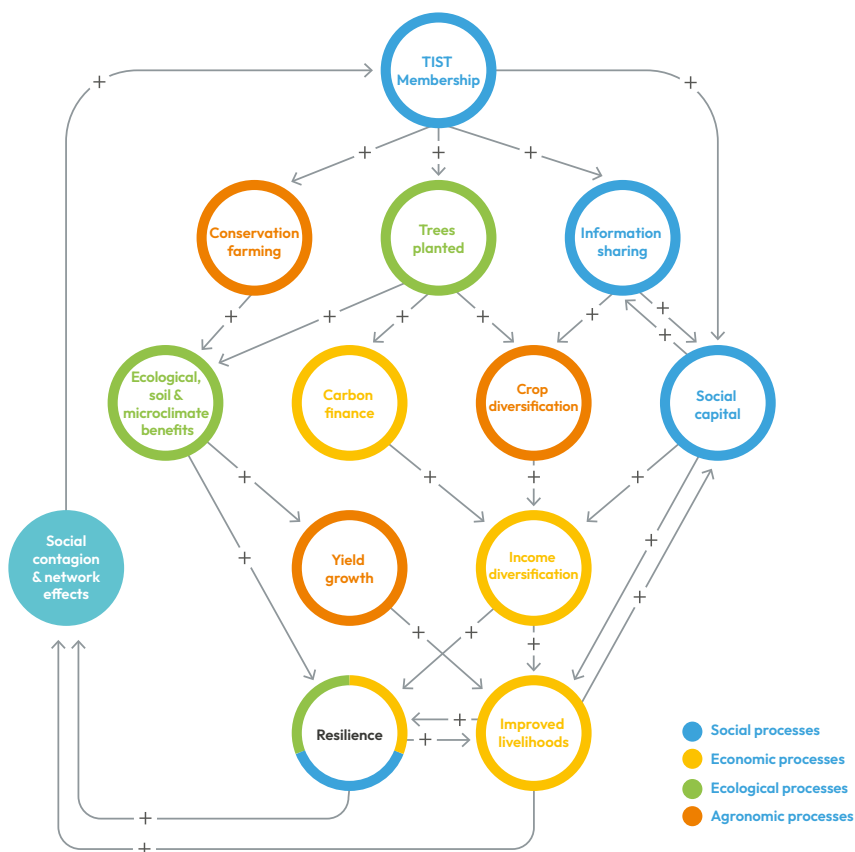 TIST
Membership
+
+
+
+
+
Conservation
farming
Trees
planted
Information
sharing
+
+
+
+
+
+
+
Ecological,
soil &
microclimate
benefits
Carbon
finance
Crop
diversification
Social
capital
+
+
+
+
Social
contagion
& network
effects
Yield
growth
Income
diversification
+
+
+
+
+
+
Resilience
+
+
Improved
livelihoods
Social processes
Economic processes
Ecological processes
Agronomic processes
+
+